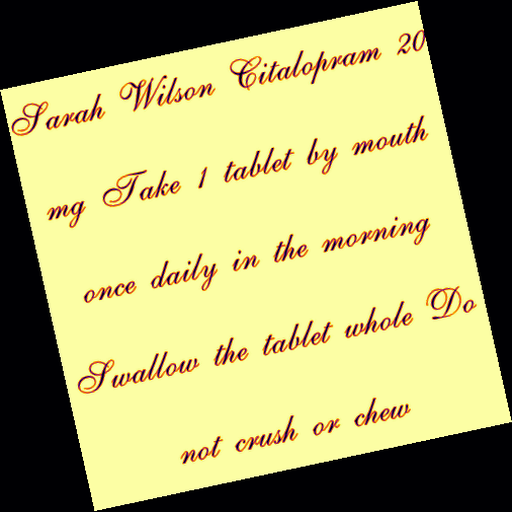 Sarah Wilson Citalopram 20
mg Take 1 tablet by mouth
once daily in the morning
Swallow the tablet whole Do
not crush or chew